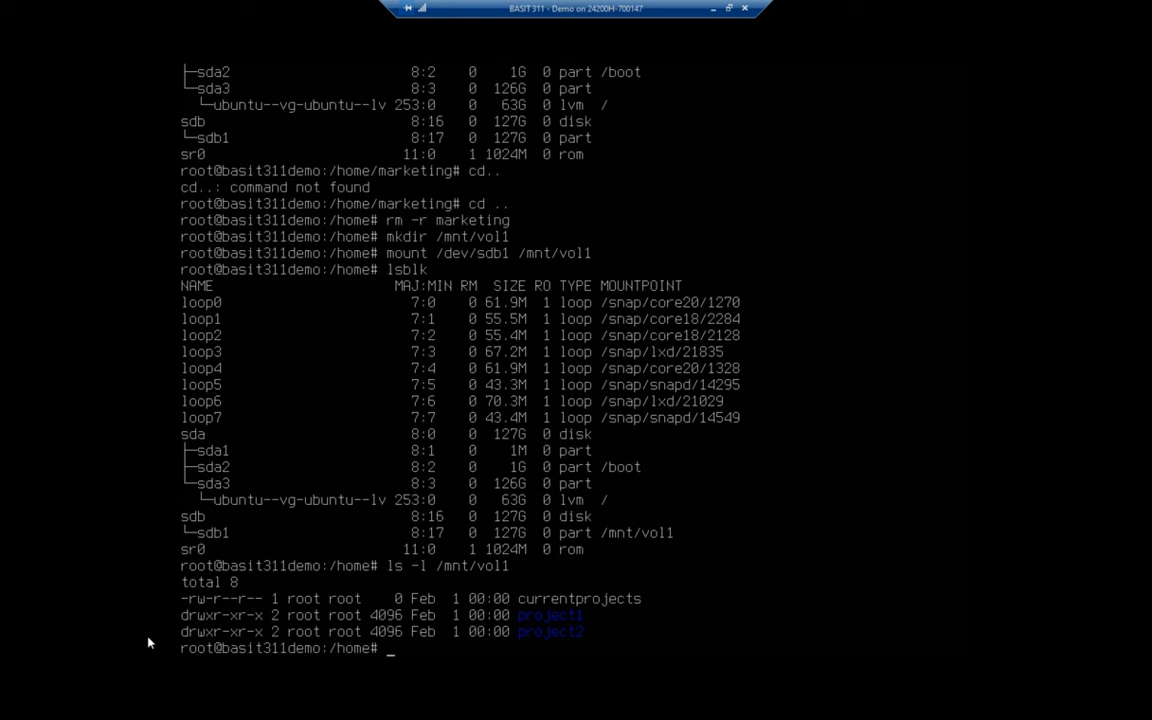 BASIT 311 - Demo on 24200H-700147
├─sda2 8:2 0 1G 0 part /boot
└─sda3 8:3 0 126G 0 part
└─ubuntu--vg-ubuntu--lv 253:0 0 63G 0 lvm /
sdb 8:16 0 127G 0 disk
└─sdb1 8:17 0 127G 0 part
sr0 11:0 1 1024M 0 rom
root@basit311demo:/home/marketing# cd..
cd..: command not found
root@basit311demo:/home/marketing# cd ..
root@basit311demo:/home# rm -r marketing
root@basit311demo:/home# mkdir /mnt/vol1
root@basit311demo:/home# mount /dev/sdb1 /mnt/vol1
root@basit311demo:/home# lsblk
NAME MAJ:MIN RM SIZE RO TYPE MOUNTPOINT
loop0 7:0 0 61.9M 1 loop /snap/core20/1270
loop1 7:1 0 55.5M 1 loop /snap/core18/2284
loop2 7:2 0 55.4M 1 loop /snap/core18/2128
loop3 7:3 0 67.2M 1 loop /snap/lxd/21835
loop4 7:4 0 61.9M 1 loop /snap/core20/1328
loop5 7:5 0 43.3M 1 loop /snap/snapd/14295
loop6 7:6 0 70.3M 1 loop /snap/lxd/21029
loop7 7:7 0 43.4M 1 loop /snap/snapd/14549
sda 8:0 0 127G 0 disk
├─sda1 8:1 0 1M 0 part
├─sda2 8:2 0 1G 0 part /boot
└─sda3 8:3 0 126G 0 part
└─ubuntu--vg-ubuntu--lv 253:0 0 63G 0 lvm /
sdb 8:16 0 127G 0 disk
└─sdb1 8:17 0 127G 0 part /mnt/vol1
sr0 11:0 1 1024M 0 rom
root@basit311demo:/home# ls -l /mnt/vol1
total 8
-rw-r--r-- 1 root root 0 Feb 1 00:00 currentprojects
drwxr-xr-x 2 root root 4096 Feb 1 00:00 project1
drwxr-xr-x 2 root root 4096 Feb 1 00:00 project2
root@basit311demo:/home# _